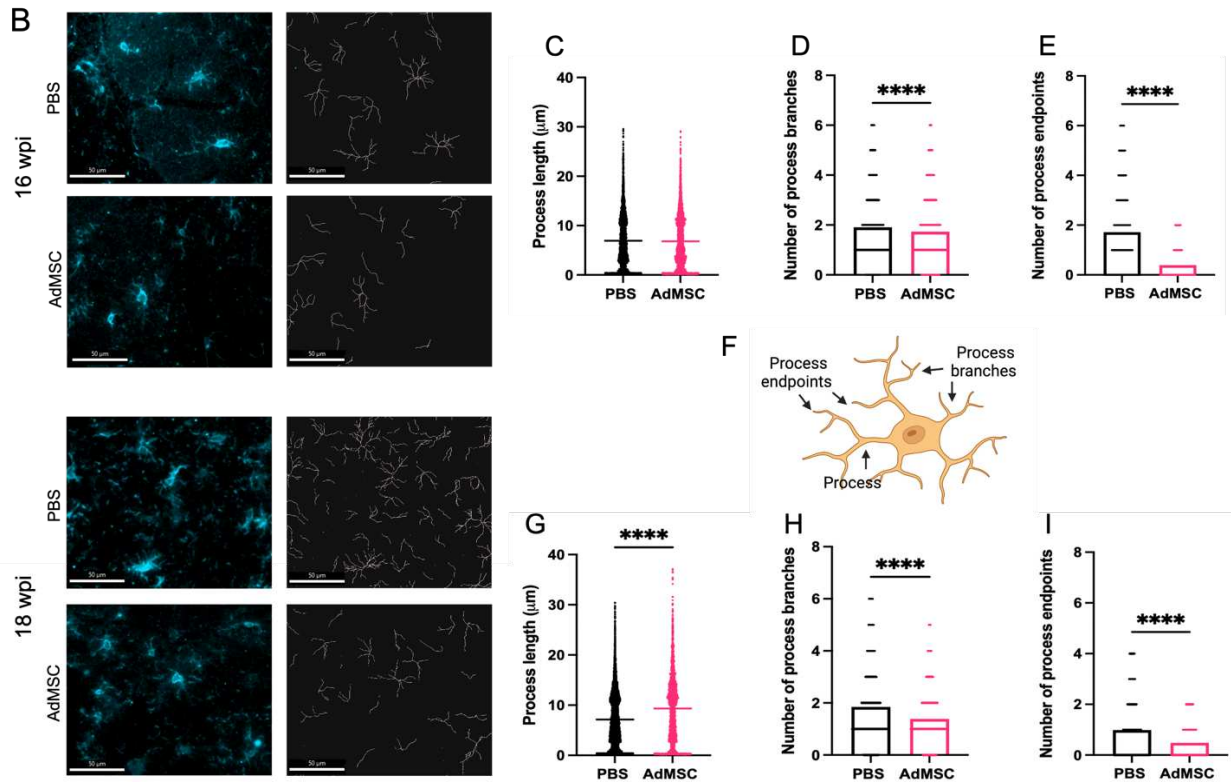 B
16 wpi
PBS
50 µm
50 µm
AdMSC
50 µm
50 µm
18 wpi
PBS
50 µm
50 µm
AdMSC
50 µm
50 µm
C
Process length (µm)
40
30
20
10
0
PBS AdMSC
D
Number of process branches
8
6
4
2
0
****
PBS AdMSC
E
Number of process endpoints
8
6
4
2
0
****
PBS AdMSC
F
Process
endpoints
Process
branches
Process
G
Process length (µm)
40
30
20
10
0
****
PBS AdMSC
H
Number of process branches
8
6
4
2
0
****
PBS AdMSC
I
Number of process endpoints
8
6
4
2
0
****
PBS AdMSC